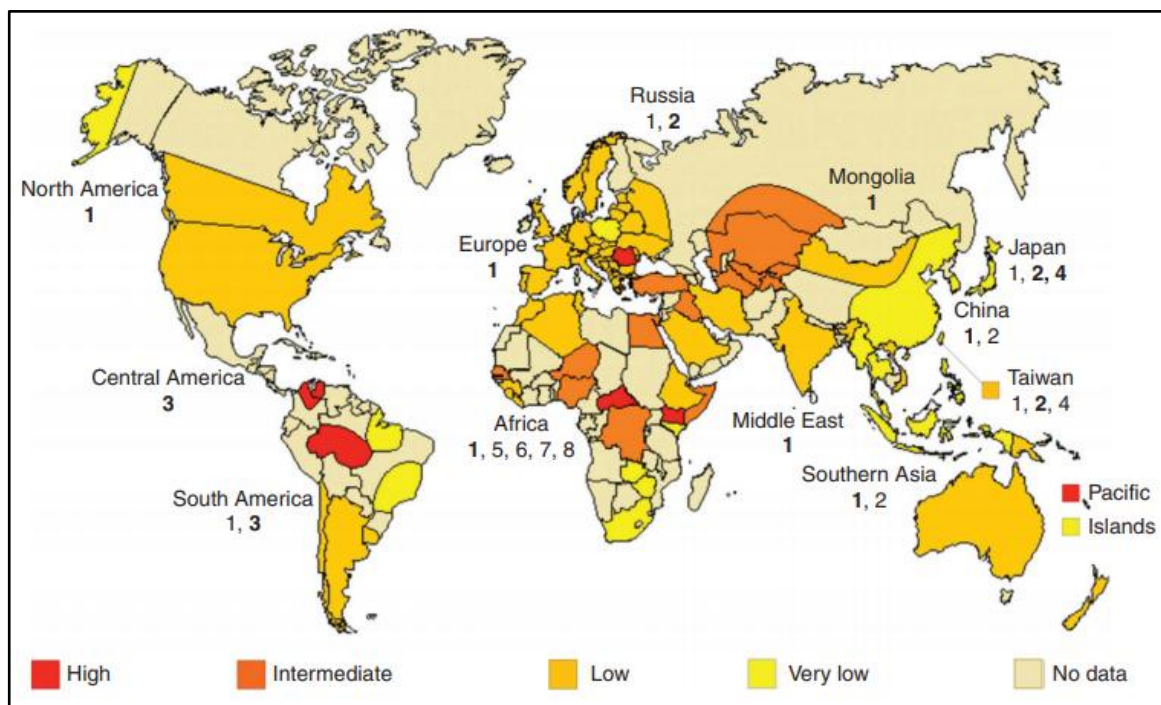 Russia
1, 2
North America
1
Mongolia
1
Europe
1
Japan
1, 2, 4
China
1, 2
Central America
3
Taiwan
1, 2, 4
Africa
1, 5, 6, 7, 8
Middle East
1
Southern Asia
1, 2
South America
1, 3
Pacific
Islands
High
Intermediate
Low
Very low
No data